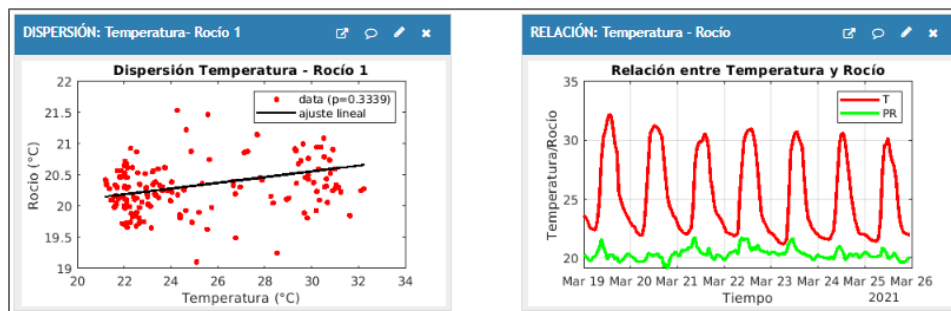 DISPERSIÓN: Temperatura- Rocío 1
Dispersión Temperatura - Rocío 1
22
21.5
21
20.5
20
19.5
19
Rocío (°C)
data (p=0.3339)
ajuste lineal
20 22 24 26 28 30 32 34
Temperatura (°C)
RELACIÓN: Temperatura - Rocío
Relación entre Temperatura y Rocío
35
30
25
20
Temperatura/Rocío
T
PR
Mar 19 Mar 20 Mar 21 Mar 22 Mar 23 Mar 24 Mar 25 Mar 26
Tiempo 2021